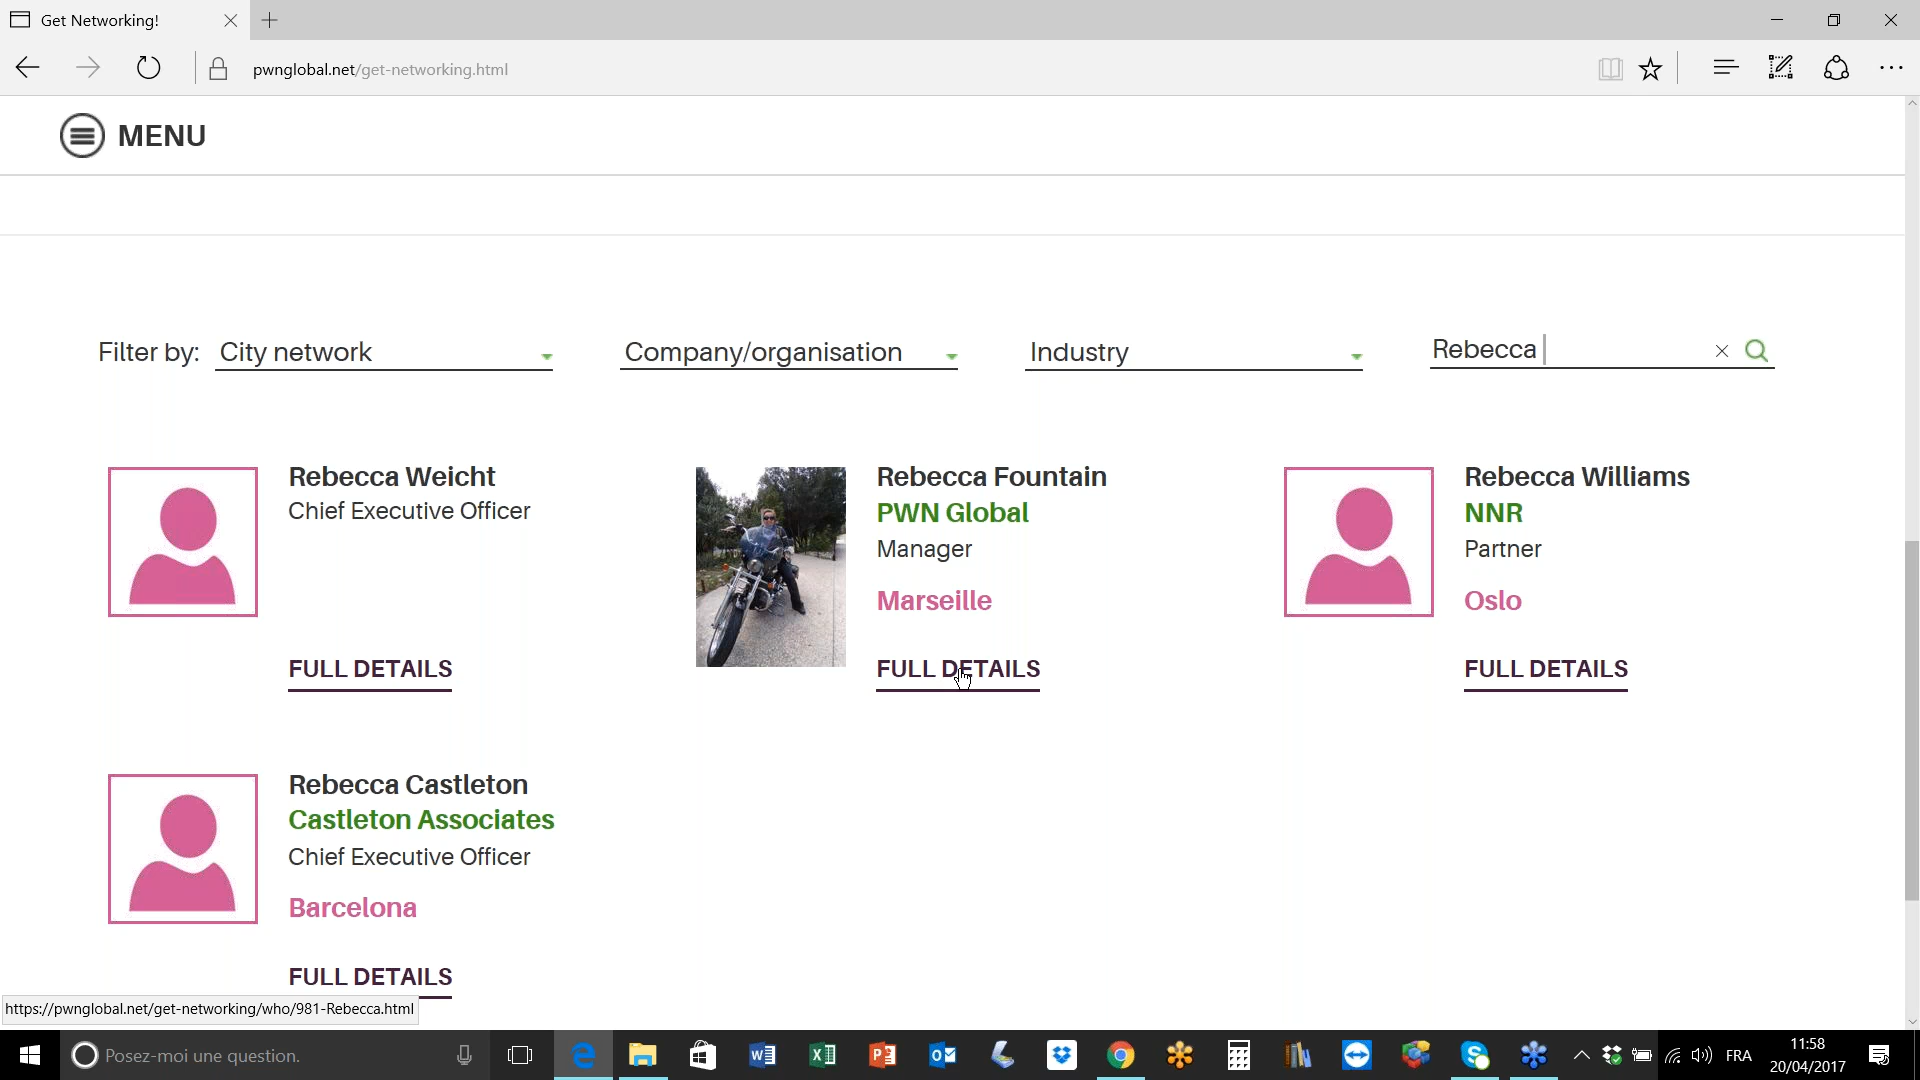 Get Networking!
pwnglobal.net/get-networking.html
MENU
Filter by: City network Company/organisation Industry Rebecca
Rebecca Weicht
Chief Executive Officer
FULL DETAILS
Rebecca Fountain
PWN Global
Manager
Marseille
FULL DETAILS
Rebecca Williams
NNR
Partner
Oslo
FULL DETAILS
Rebecca Castleton
Castleton Associates
Chief Executive Officer
Barcelona
FULL DETAILS
https://pwnglobal.net/get-networking/who/981-Rebecca.html
Posez-moi une question.
FRA
11:58
20/04/2017